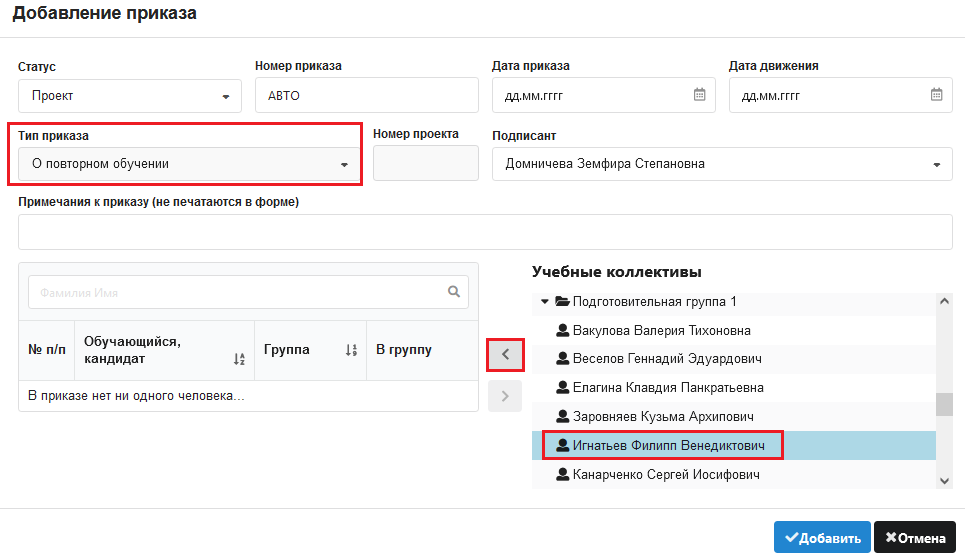 Добавление приказа
Статус
Номер приказа
Дата приказа
Дата движения
Проект
АВТО
дд.мм.гггг
дд.мм.гггг
Тип приказа
Номер проекта
Подписант
О повторном обучении
Домничева Земфира Степановна
Примечания к приказу (не печатаются в форме)
Фамилия Имя
№ п/п
Обучающийся,
кандидат
Группа
В группу
В приказе нет ни одного человека...
Учебные коллективы
Подготовительная группа 1
Вакулова Валерия Тихоновна
Веселов Геннадий Эдуардович
Елагина Клавдия Панкратьевна
Заровняев Кузьма Архипович
Игнатьев Филипп Венедиктович
Канарченко Сергей Иосифович
Добавить
Отмена